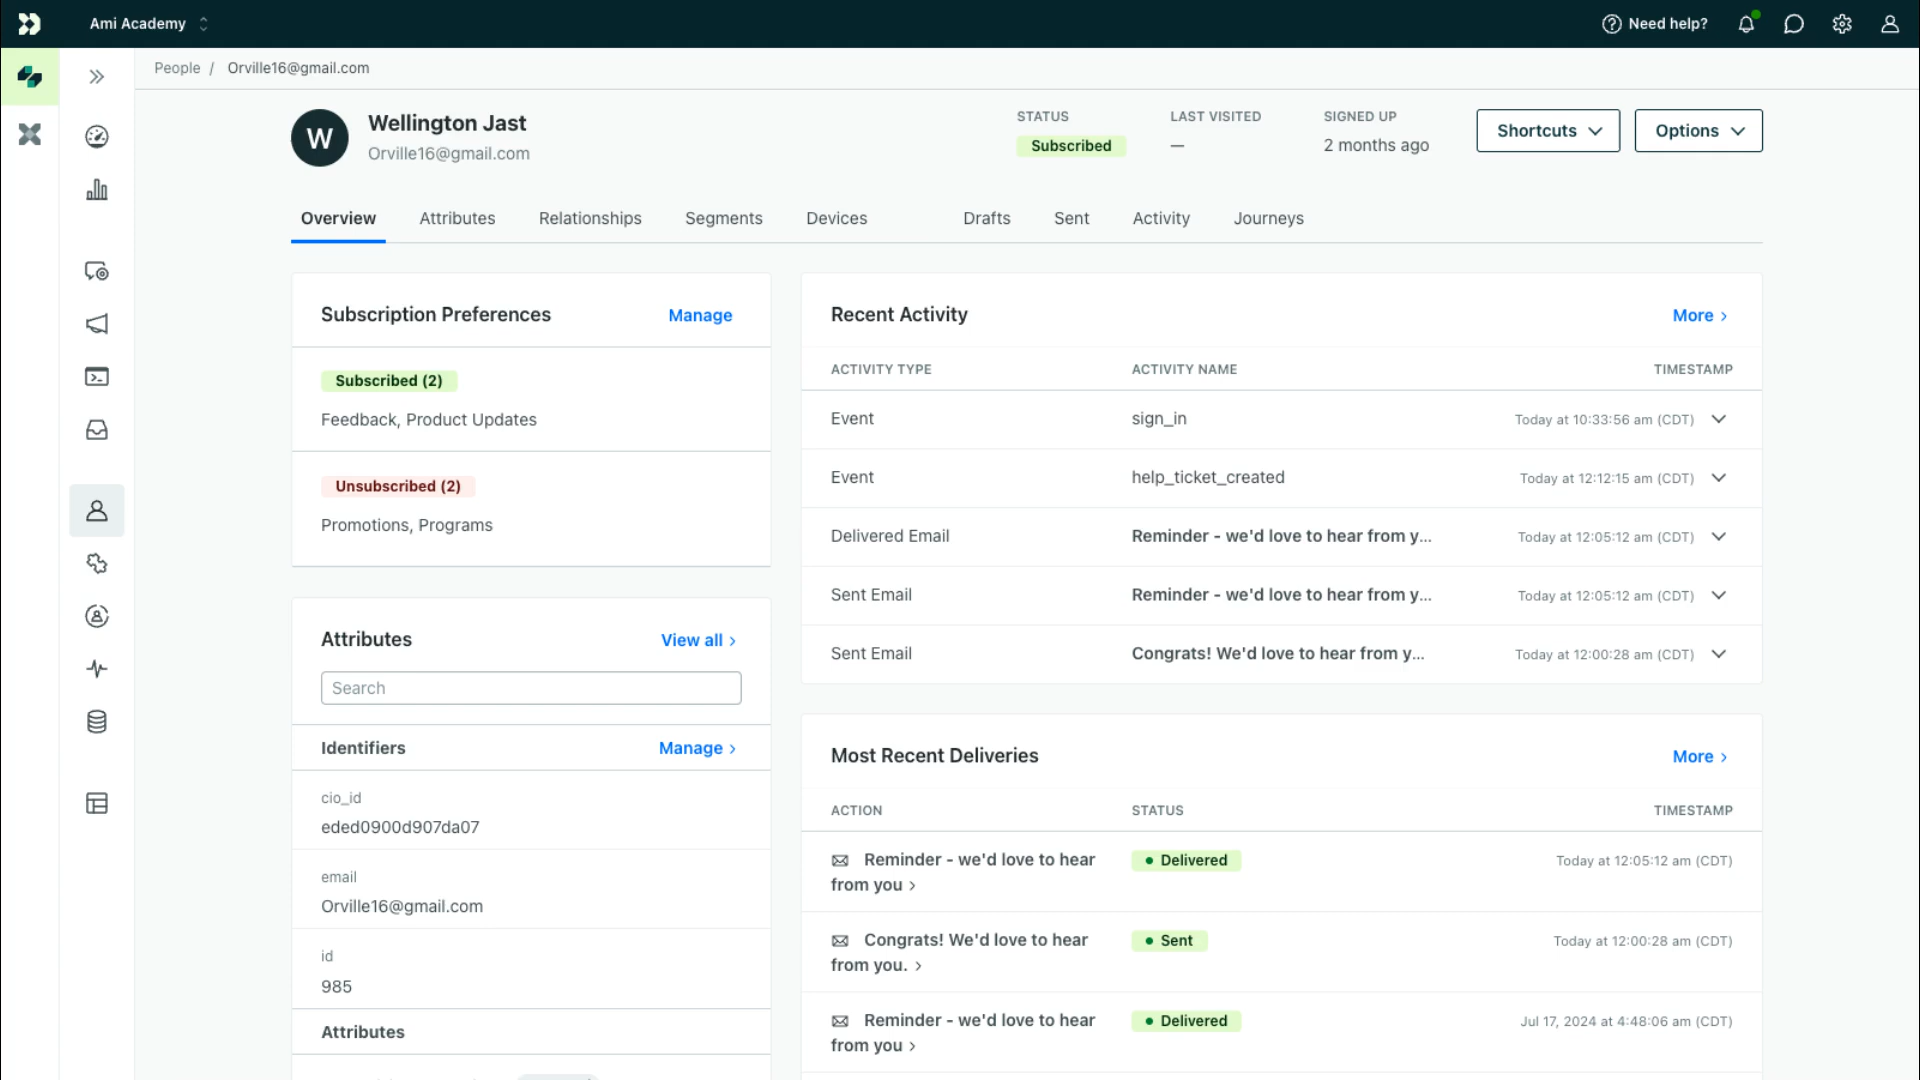 Ami Academy
Need help?
People / Orville16@gmail.com
W
Wellington Jast
Orville16@gmail.com
STATUS
Subscribed
LAST VISITED
—
SIGNED UP
2 months ago
Shortcuts
Options
Overview Attributes Relationships Segments Devices Drafts Sent Activity Journeys
Subscription Preferences Manage
Subscribed (2)
Feedback, Product Updates
Unsubscribed (2)
Promotions, Programs
Attributes View all
Search
Identifiers Manage
cio_id
eded0900d907da07
email
Orville16@gmail.com
id
985
Attributes
Recent Activity More
ACTIVITY TYPE ACTIVITY NAME TIMESTAMP
Event sign_in Today at 10:33:56 am (CDT)
Event help_ticket_created Today at 12:12:15 am (CDT)
Delivered Email Reminder - we'd love to hear from y... Today at 12:05:12 am (CDT)
Sent Email Reminder - we'd love to hear from y... Today at 12:05:12 am (CDT)
Sent Email Congrats! We'd love to hear from y... Today at 12:00:28 am (CDT)
Most Recent Deliveries More
ACTION STATUS TIMESTAMP
Reminder - we'd love to hear Delivered Today at 12:05:12 am (CDT)
from you
Congrats! We'd love to hear Sent Today at 12:00:28 am (CDT)
from you.
Reminder - we'd love to hear Delivered Jul 17, 2024 at 4:48:06 am (CDT)
from you